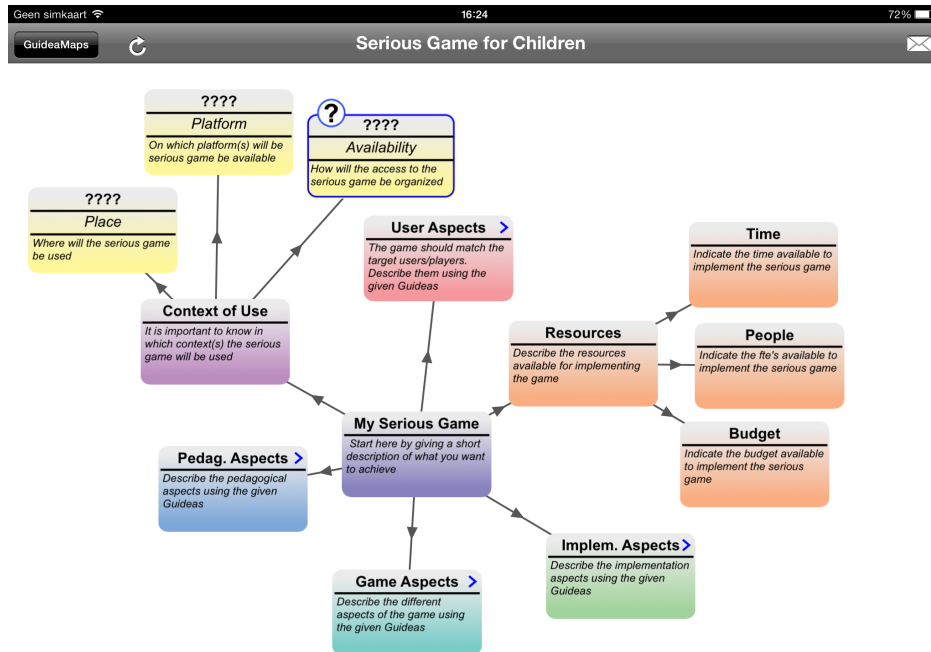 Geen simkaart
16:24
72%
GuideaMaps
Serious Game for Children
????
Platform
On which platform(s) will be
serious game be available
?
????
Availability
How will the access to the
serious game be organized
????
Place
Where will the serious game
be used
User Aspects >
The game should match the
target users/players.
Describe them using the
given Guideas
Time
Indicate the time available to
implement the serious game
Context of Use
It is important to know in
which context(s) the serious
game will be used
Resources
Describe the resources
available for implementing
the game
People
Indicate the fte's available to
implement the serious game
My Serious Game
Start here by giving a short
description of what you want
to achieve
Budget
Indicate the budget available
to implement the serious
game
Pedag. Aspects >
Describe the pedagogical
aspects using the given
Guideas
Implem. Aspects >
Describe the implementation
aspects using the given
Guideas
Game Aspects >
Describe the different
aspects of the game using
the given Guideas